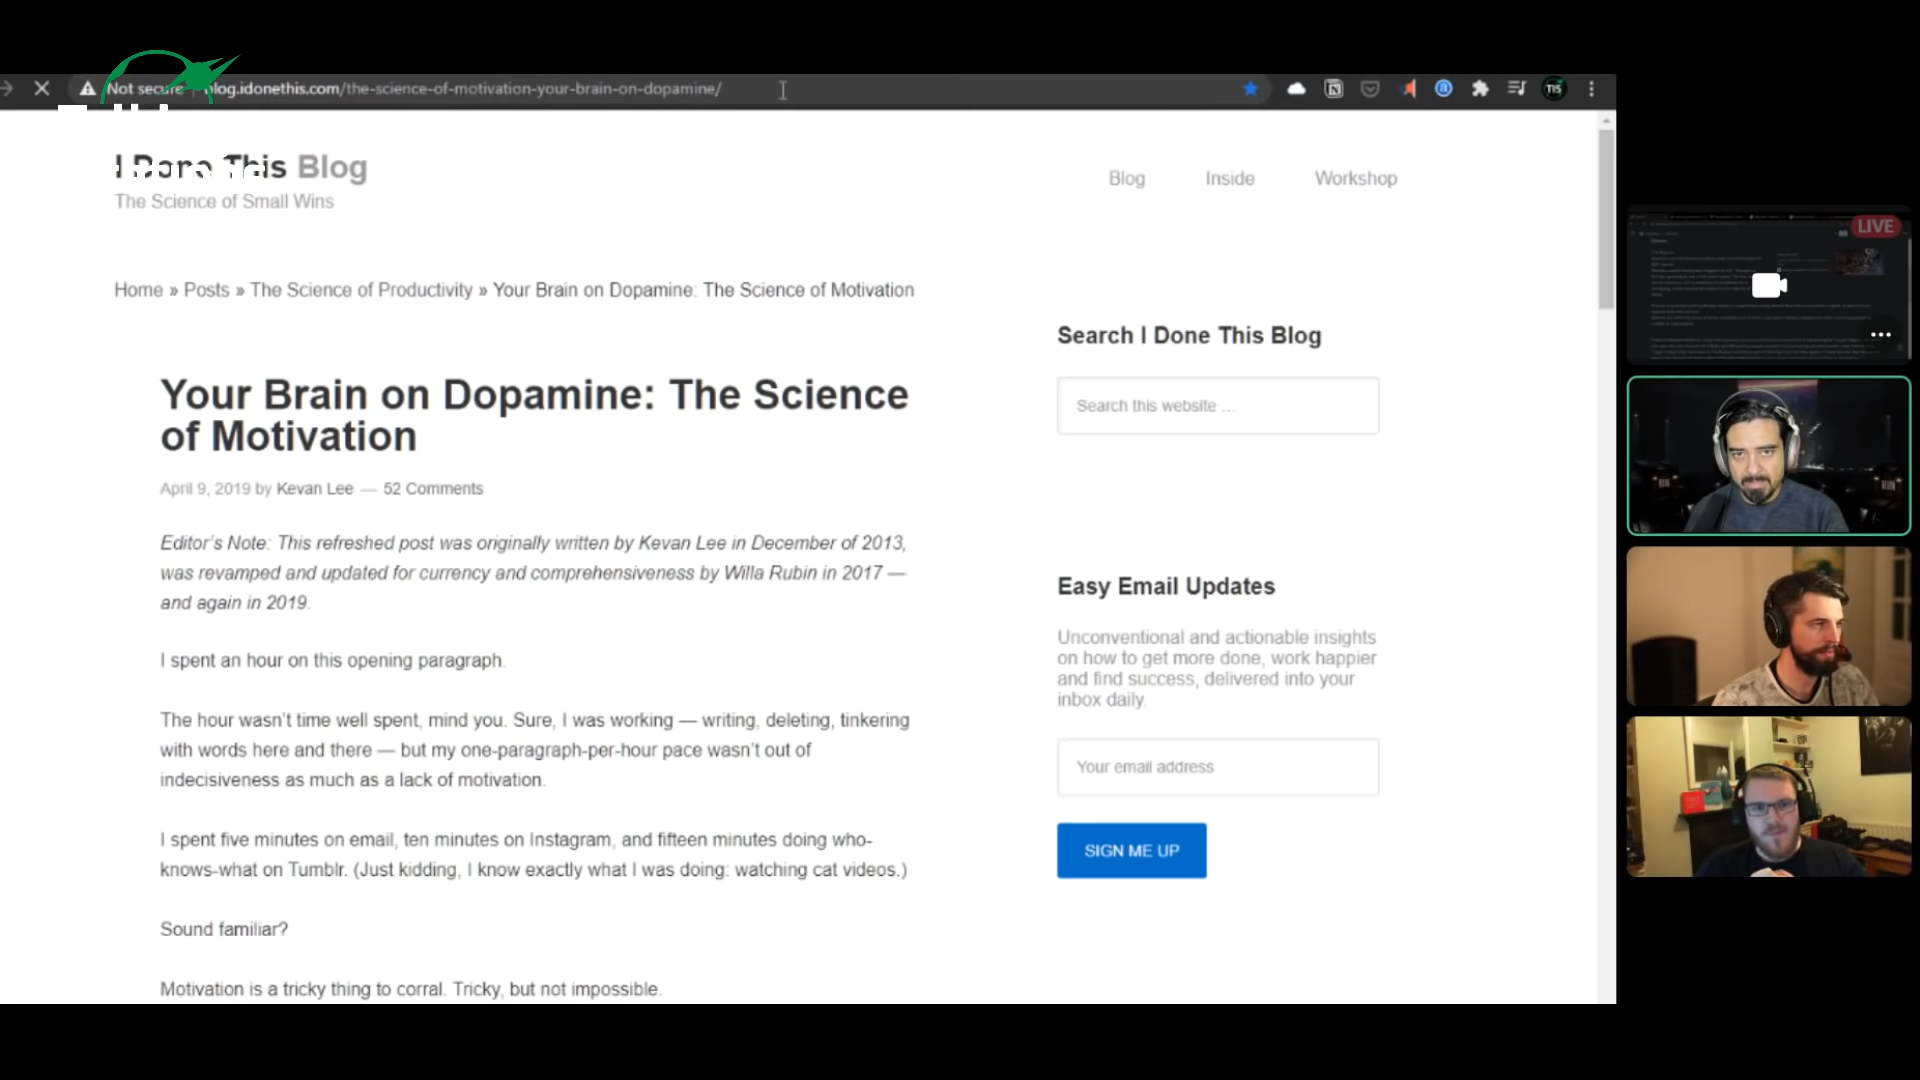 Not secure
blog.idonethis.com/the-science-of-motivation-your-brain-on-dopamine/
TIS
I Done This Blog
The Science of Small Wins
Blog
Inside
Workshop
LIVE
Home » Posts » The Science of Productivity » Your Brain on Dopamine: The Science of Motivation
Your Brain on Dopamine: The Science
of Motivation
April 9, 2019 by Kevan Lee — 52 Comments
Editor's Note: This refreshed post was originally written by Kevan Lee in December of 2013,
was revamped and updated for currency and comprehensiveness by Willa Rubin in 2017 —
and again in 2019.
I spent an hour on this opening paragraph.
The hour wasn't time well spent, mind you. Sure, I was working — writing, deleting, tinkering
with words here and there — but my one-paragraph-per-hour pace wasn't out of
indecisiveness as much as a lack of motivation.
I spent five minutes on email, ten minutes on Instagram, and fifteen minutes doing who-
knows-what on Tumblr. (Just kidding, I know exactly what I was doing: watching cat videos.)
Sound familiar?
Motivation is a tricky thing to corral. Tricky, but not impossible.
Search I Done This Blog
Search this website …
Easy Email Updates
Unconventional and actionable insights
on how to get more done, work happier
and find success, delivered into your
inbox daily.
Your email address
SIGN ME UP